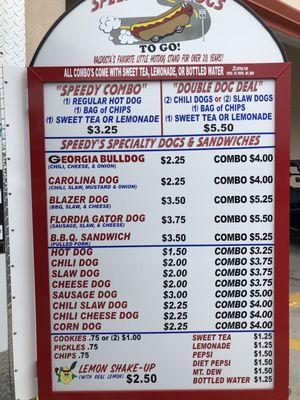 SPEEDY DOGS
TO GO!
VALDOSTA'S FAVORITE LITTLE HOTDOG STAND FOR OVER 20 YEARS!
ALL COMBO'S COME WITH SWEET TEA, LEMONADE, OR BOTTLED WATER
"SPEEDY COMBO"
(1) REGULAR HOT DOG
(1) BAG of CHIPS
(1) SWEET TEA or LEMONADE
$3.25
"DOUBLE DOG DEAL"
(2) CHILI DOGS or (2) SLAW DOGS
(1) BAG of CHIPS
(1) SWEET TEA or LEMONADE
$5.50
SPEEDY'S SPECIALTY DOGS & SANDWICHES
GEORGIA BULLDOG $2.25 COMBO $4.00
(CHILI, CHEESE, & ONION)
CAROLINA DOG $2.25 COMBO $4.00
(CHILI, SLAW, MUSTARD & ONION)
BLAZER DOG $3.50 COMBO $5.25
(BBQ, SLAW, & CHEESE)
FLORDIA GATOR DOG $3.75 COMBO $5.50
(SAUSAGE, SLAW, & CHEESE)
B.B.Q. SANDWICH $3.50 COMBO $5.25
(PULLED PORK)
HOT DOG $1.50 COMBO $3.25
CHILI DOG $2.00 COMBO $3.75
SLAW DOG $2.00 COMBO $3.75
CHEESE DOG $2.00 COMBO $3.75
SAUSAGE DOG $3.00 COMBO $5.00
CHILI SLAW DOG $2.25 COMBO $4.00
CHILI CHEESE DOG $2.25 COMBO $4.00
CORN DOG $2.25 COMBO $4.00
COOKIES .75 or (2) $1.00
PICKLES .75
CHIPS .75
LEMON SHAKE-UP
(WITH REAL LEMON) $2.50
SWEET TEA $1.25
LEMONADE $1.25
PEPSI $1.25
DIET PEPSI $1.25
MT. DEW $1.25
BOTTLED WATER $1.25